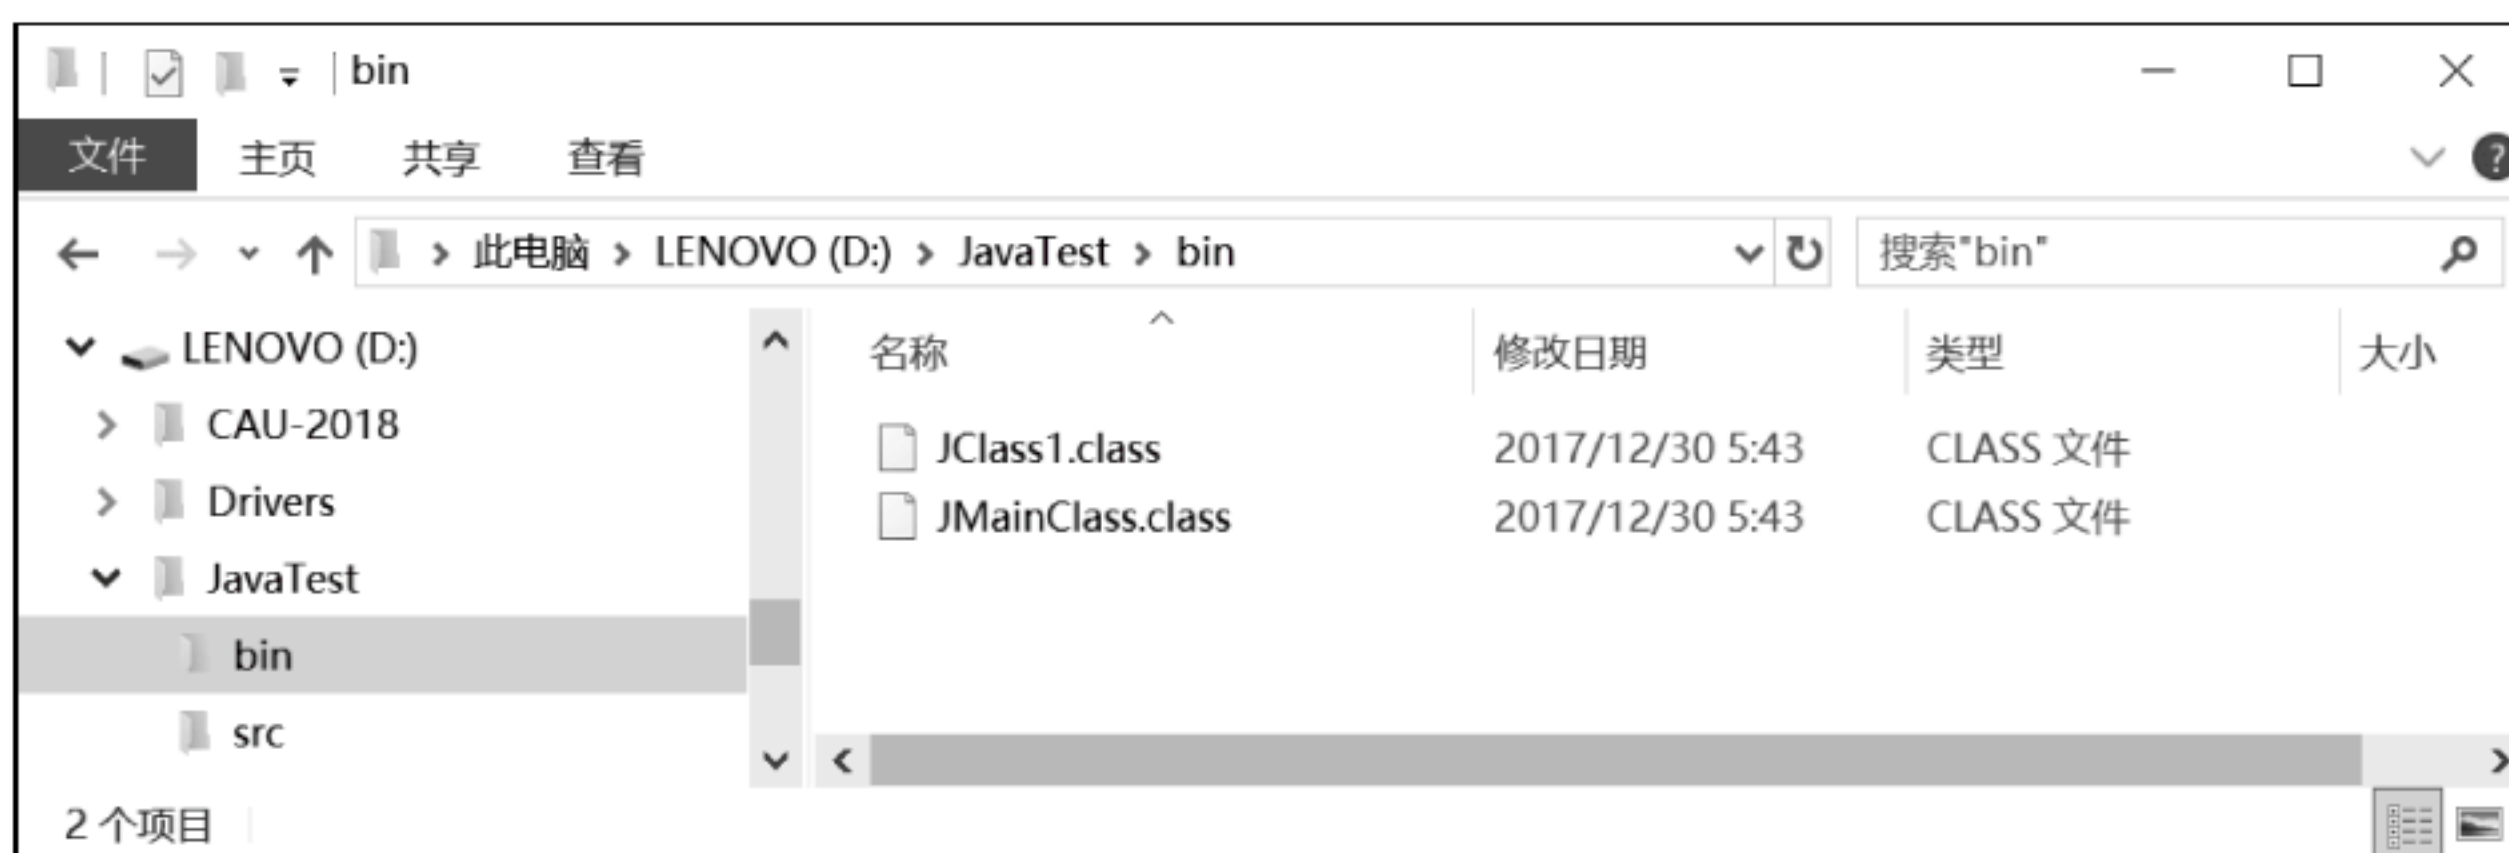 bin
文件 主页 共享 查看
此电脑 > LENOVO (D:) > JavaTest > bin 搜索"bin"
LENOVO (D:)
CAU-2018
Drivers
JavaTest
bin
src
名称 修改日期 类型 大小
JClass1.class 2017/12/30 5:43 CLASS 文件
JMainClass.class 2017/12/30 5:43 CLASS 文件
2 个项目